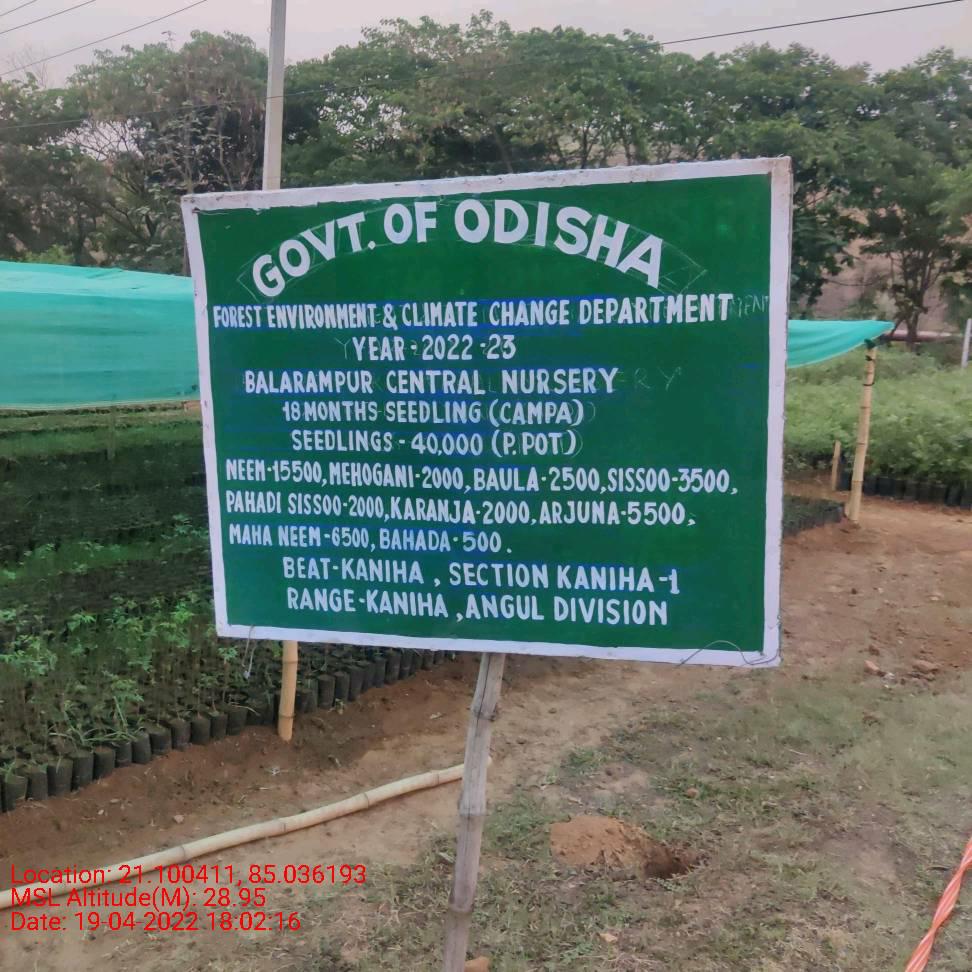 GOVT. OF ODISHA
FOREST ENVIRONMENT & CLIMATE CHANGE DEPARTMENT
YEAR - 2022 - 23
BALARAMPUR CENTRAL NURSERY
18 MONTHS SEEDLING (CAMPA)
SEEDLINGS - 40,000 (P. POT)
NEEM-15500, MEHOGANI-2000, BAULA-2500, SISSOO-3500,
PAHADI SISSOO-2000, KARANJA-2000, ARJUNA-5500,
MAHA NEEM-6500, BAHADA-500.
BEAT-KANIHA , SECTION KANIHA -1
RANGE-KANIHA , ANGUL DIVISION
Location: 21.100411, 85.036193
MSL Altitude(M): 28.95
Date: 19-04-2022 18:02:16